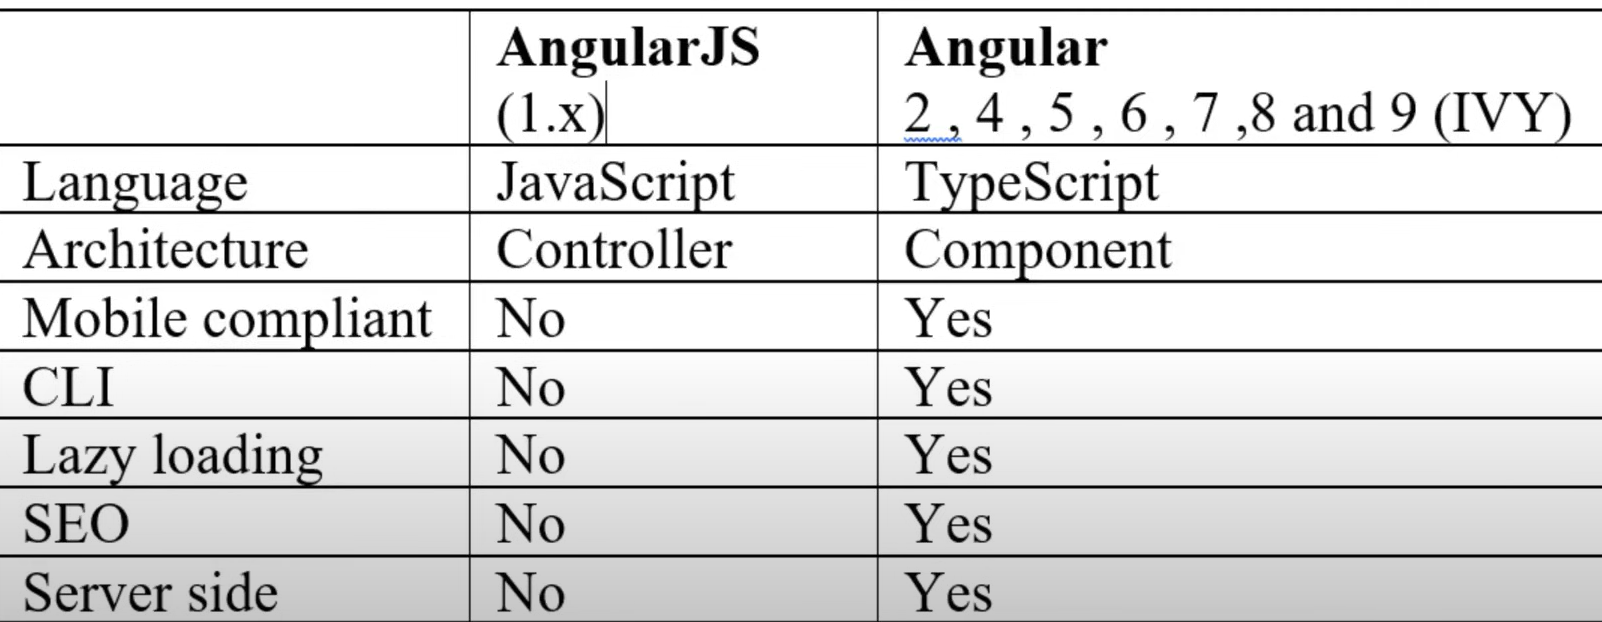 AngularJS Angular
(1.x) 2 , 4 , 5 , 6 , 7 ,8 and 9 (IVY)
Language JavaScript TypeScript
Architecture Controller Component
Mobile compliant No Yes
CLI No Yes
Lazy loading No Yes
SEO No Yes
Server side No Yes